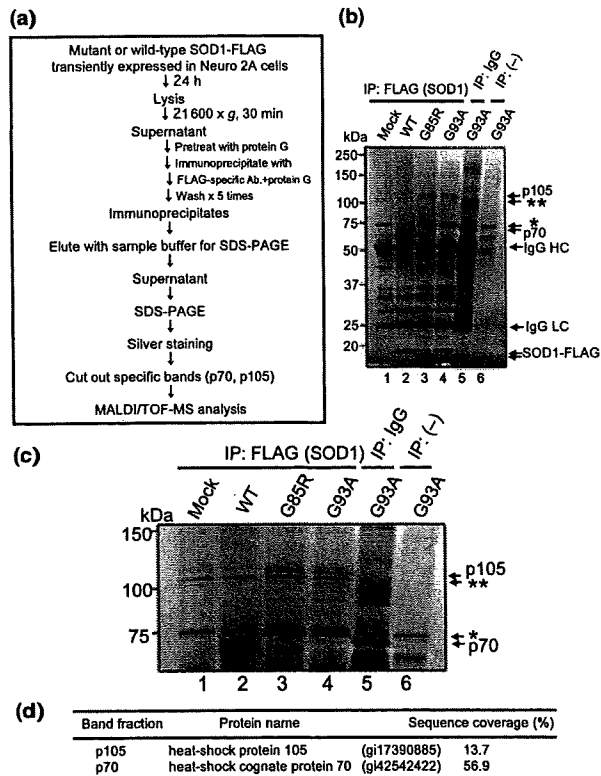 (a)
Mutant or wild-type SOD1-FLAG
transiently expressed in Neuro 2A cells
↓ 24 h
Lysis
↓ 21 600 x g, 30 min
Supernatant
↓ Pretreat with protein G
↓ Immunoprecipitate with
↓ FLAG-specific Ab.+protein G
↓ Wash x 5 times
Immunoprecipitates
↓
Elute with sample buffer for SDS-PAGE
↓
Supernatant
↓
SDS-PAGE
↓
Silver staining
↓
Cut out specific bands (p70, p105)
↓
MALDI/TOF-MS analysis
(b)
IP: FLAG (SOD1) IP: IgG IP: (–)
kDa Mock WT G85R G93A G93A G93A
250
150
100
75
50
37
25
20
p105
**
*
p70
IgG HC
IgG LC
SOD1-FLAG
1 2 3 4 5 6
(c)
IP: FLAG (SOD1) IP: IgG IP: (–)
kDa Mock WT G85R G93A G93A G93A
150
100
75
p105
**
*
p70
1 2 3 4 5 6
(d)
Band fraction Protein name Sequence coverage (%)
p105 heat-shock protein 105 (gi17390885) 13.7
p70 heat-shock cognate protein 70 (gi42542422) 56.9